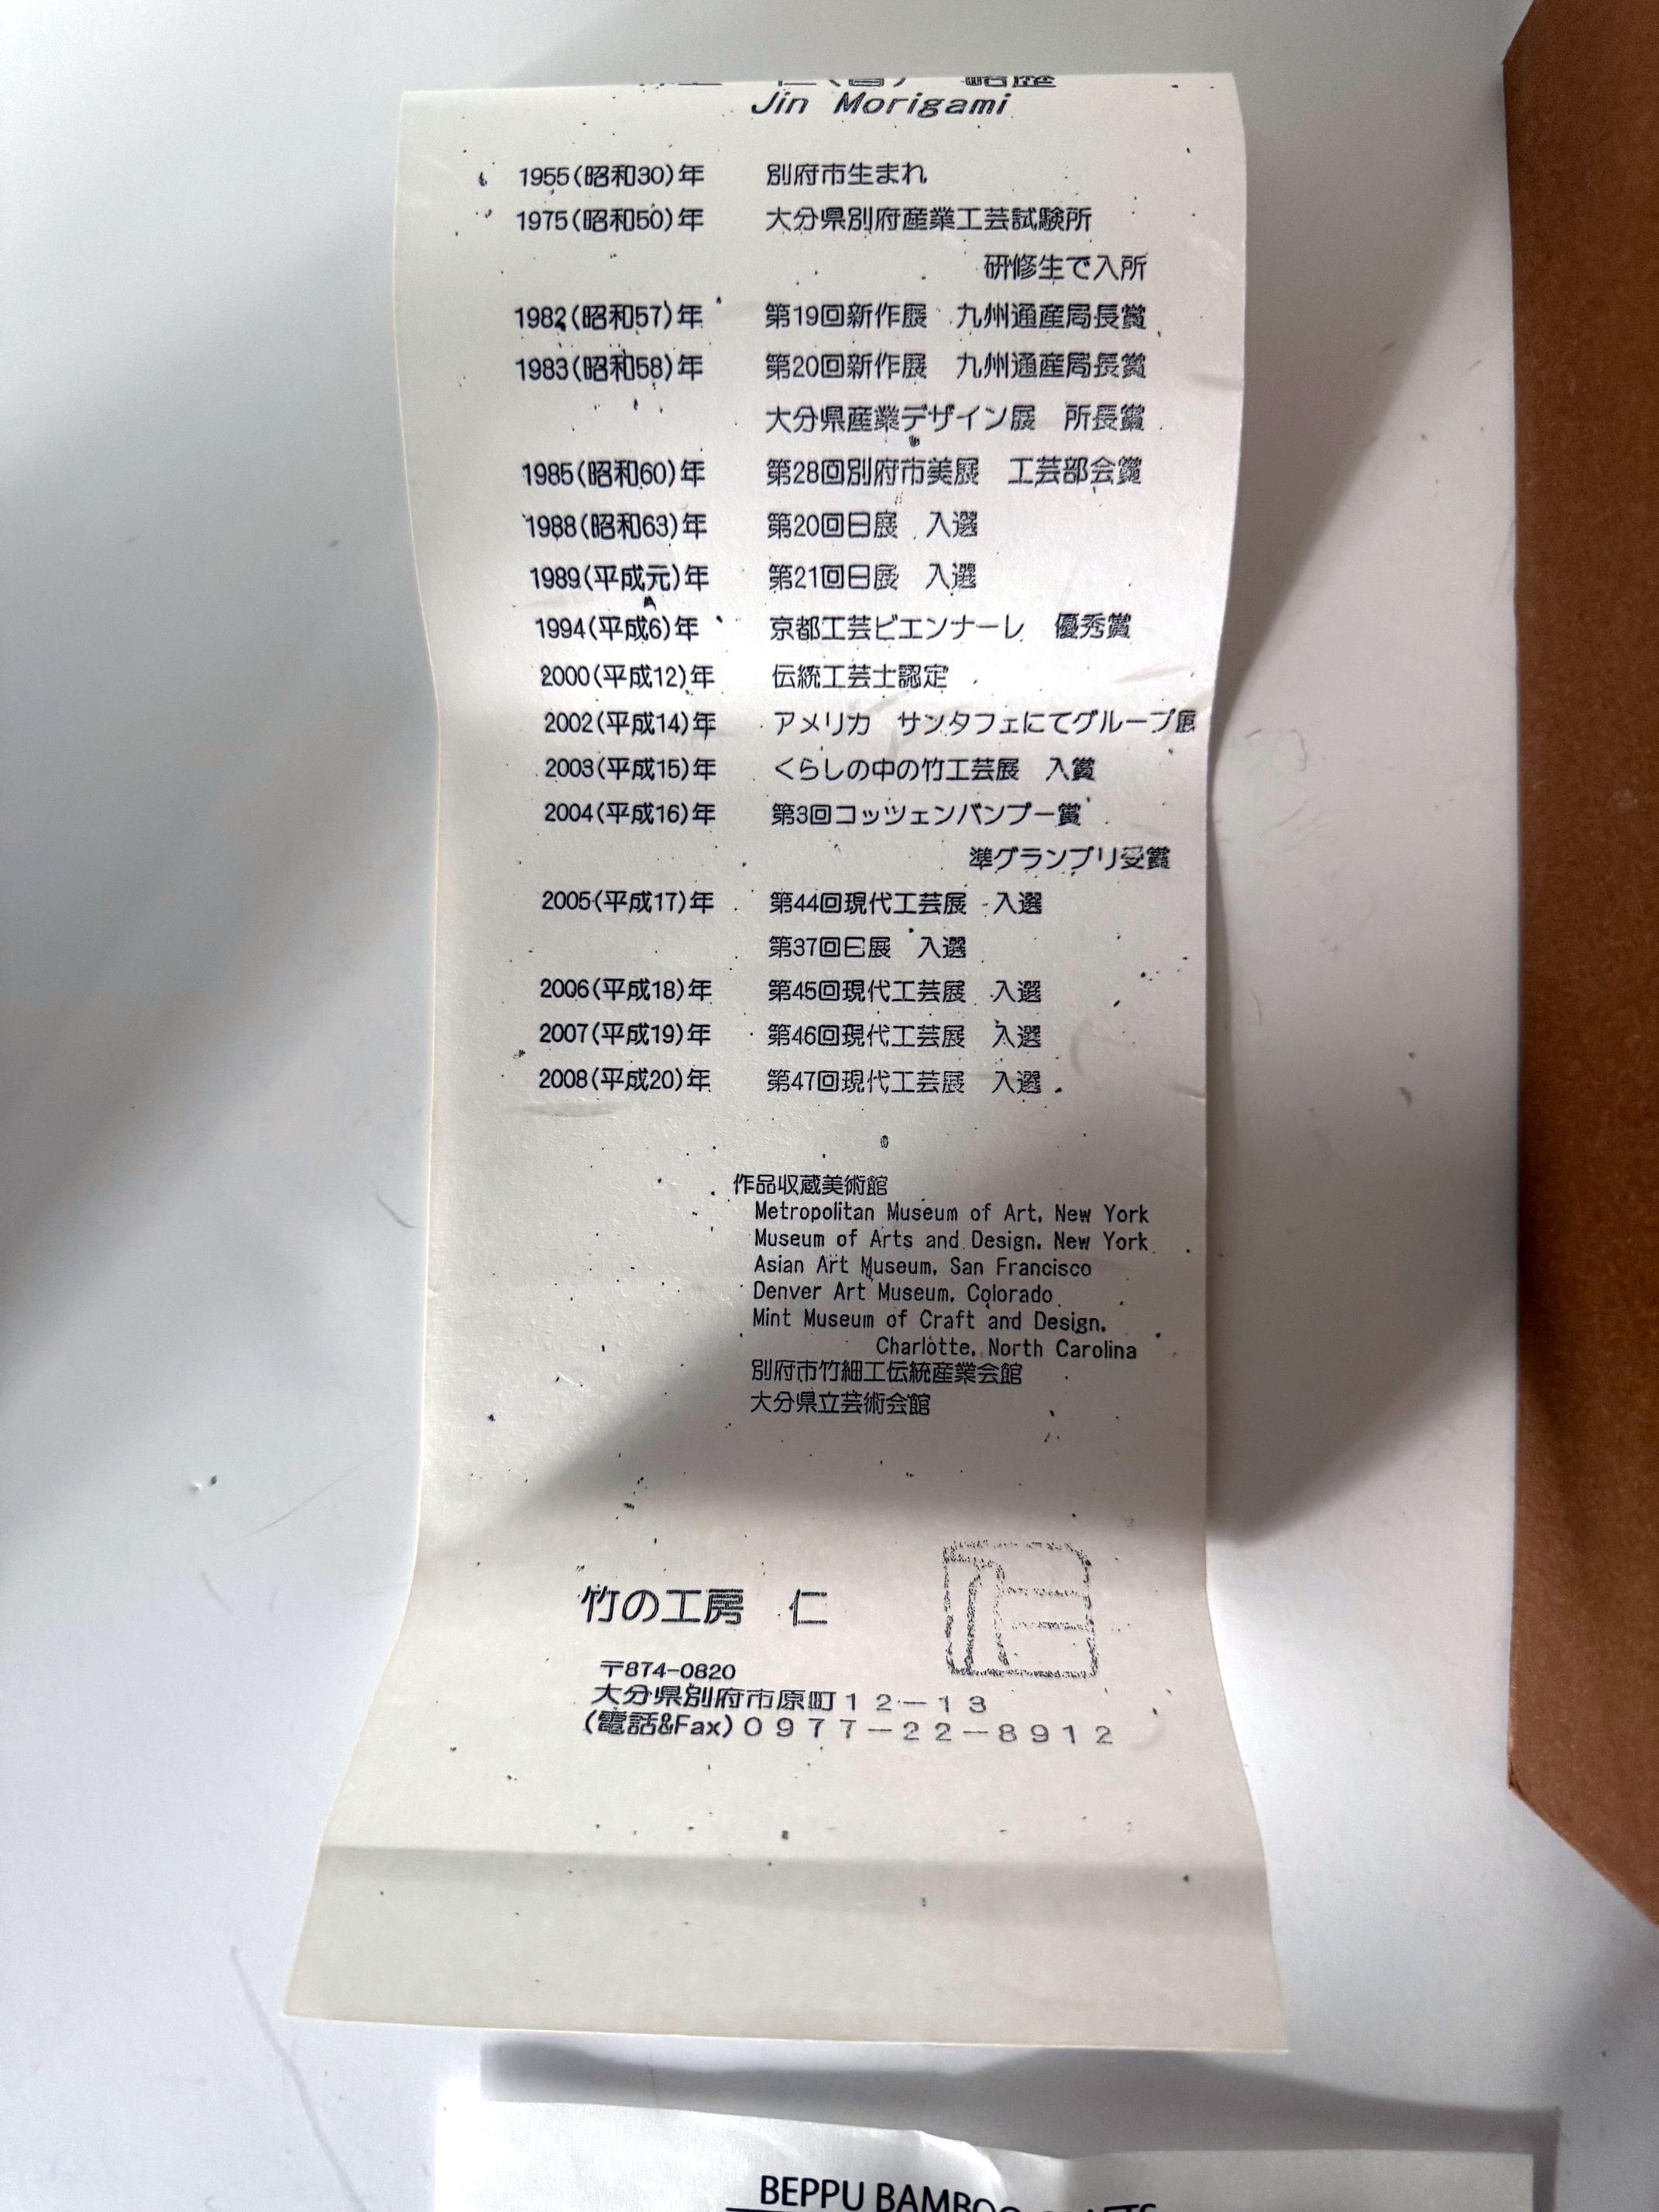 仁( ) 略歴
Jin Morigami
1955(昭和30)年 別府市生まれ
1975(昭和50)年 大分県別府産業工芸試験所
研修生で入所
1982(昭和57)年 第19回新作展 九州通産局長賞
1983(昭和58)年 第20回新作展 九州通産局長賞
大分県産業デザイン展 所長賞
1985(昭和60)年 第28回別府市美展 工芸部会賞
1988(昭和63)年 第20回日展 入選
1989(平成元)年 第21回日展 入選
1994(平成6)年 京都工芸ビエンナーレ 優秀賞
2000(平成12)年 伝統工芸士認定
2002(平成14)年 アメリカ サンタフェにてグループ展
2003(平成15)年 くらしの中の竹工芸展 入賞
2004(平成16)年 第3回コッツェンバンブー賞
準グランプリ受賞
2005(平成17)年 第44回現代工芸展 入選
第37回日展 入選
2006(平成18)年 第45回現代工芸展 入選
2007(平成19)年 第46回現代工芸展 入選
2008(平成20)年 第47回現代工芸展 入選
作品収蔵美術館
Metropolitan Museum of Art, New York
Museum of Arts and Design, New York
Asian Art Museum, San Francisco
Denver Art Museum, Colorado
Mint Museum of Craft and Design,
Charlotte, North Carolina
別府市竹細工伝統産業会館
大分県立芸術会館
竹の工房 仁
仁
〒874-0820
大分県別府市原町12-13
(電話&Fax)0977-22-8912
BEPPU BAMBOO CRAFTS